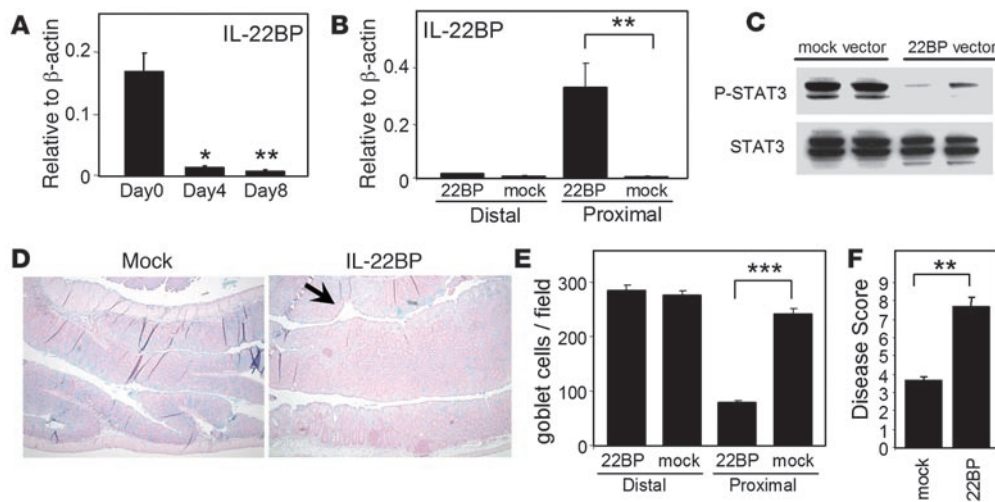 A
IL-22BP
Relative to β-actin
0.2
0.1
0
*
**
Day0 Day4 Day8
B
IL-22BP
Relative to β-actin
0.4
0.2
0
**
22BP mock 22BP mock
Distal Proximal
C
mock vector 22BP vector
P-STAT3
STAT3
D
Mock IL-22BP
E
goblet cells / field
300
200
100
0
***
22BP mock 22BP mock
Distal Proximal
F
Disease Score
9
8
7
6
5
4
3
2
1
0
**
mock 22BP